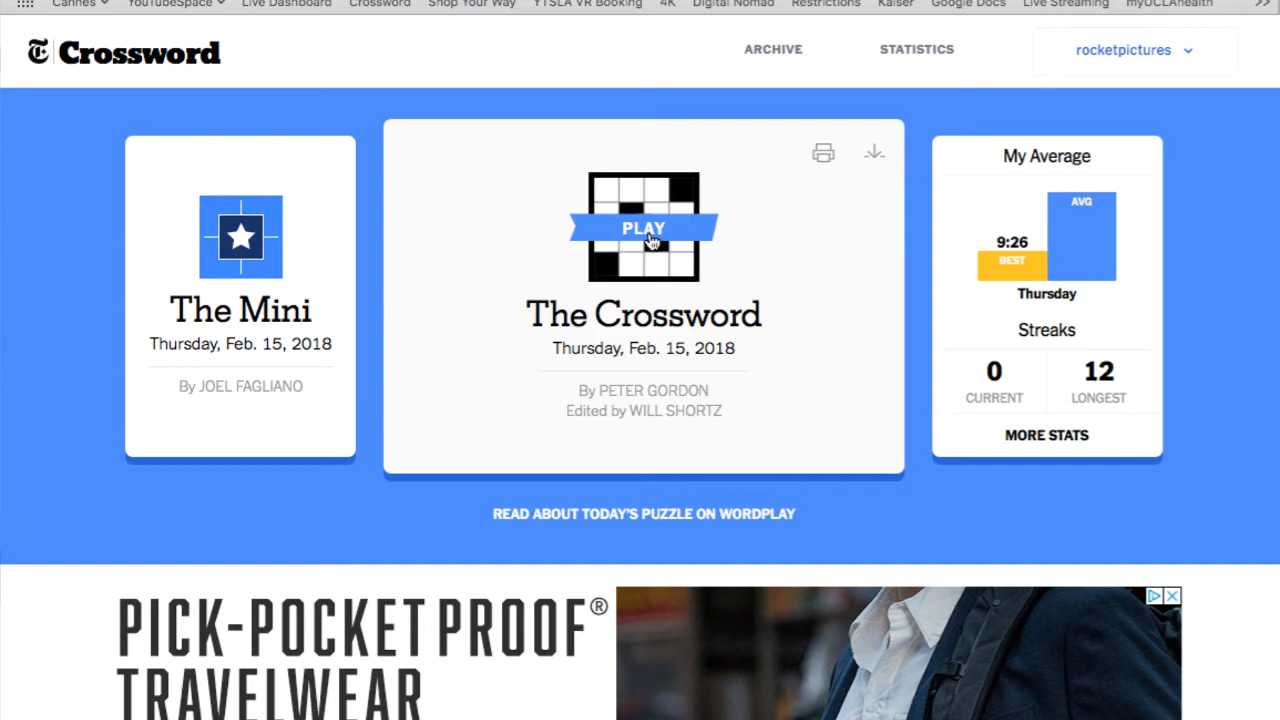 Cannes YouTubeSpace Live Dashboard Crossword Shop Your Way YTSLA VR Booking 4K Digital Nomad Restrictions Kaiser Google Docs Live Streaming myUCLAhealth >>
T Crossword
ARCHIVE
STATISTICS
rocketpictures
The Mini
Thursday, Feb. 15, 2018
By JOEL FAGLIANO
PLAY
The Crossword
Thursday, Feb. 15, 2018
By PETER GORDON
Edited by WILL SHORTZ
My Average
AVG
9:26
BEST
Thursday
Streaks
0
12
CURRENT
LONGEST
MORE STATS
READ ABOUT TODAY'S PUZZLE ON WORDPLAY
PICK-POCKET PROOF®
TRAVELWEAR